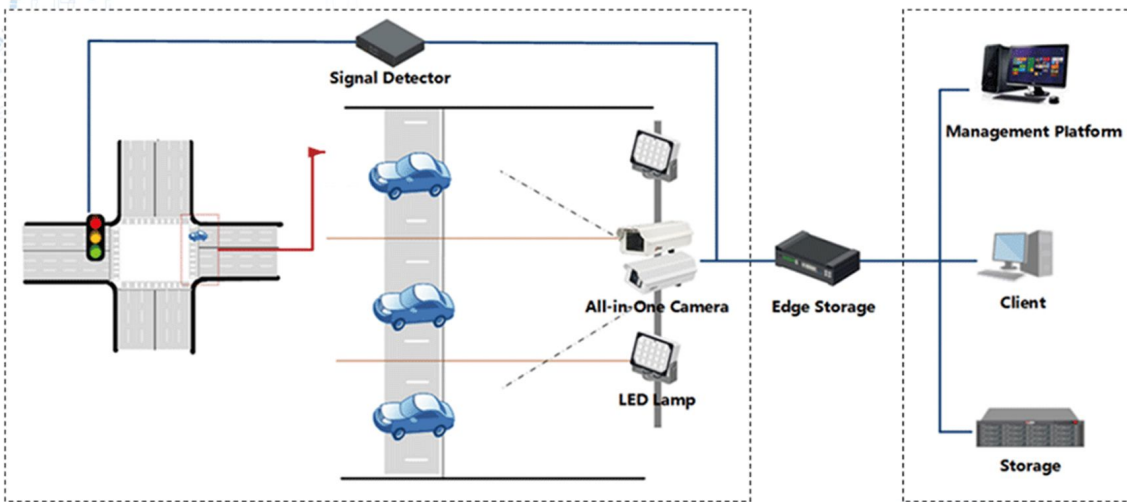 Signal Detector
Management Platform
All-in-One Camera
Edge Storage
Client
LED Lamp
Storage